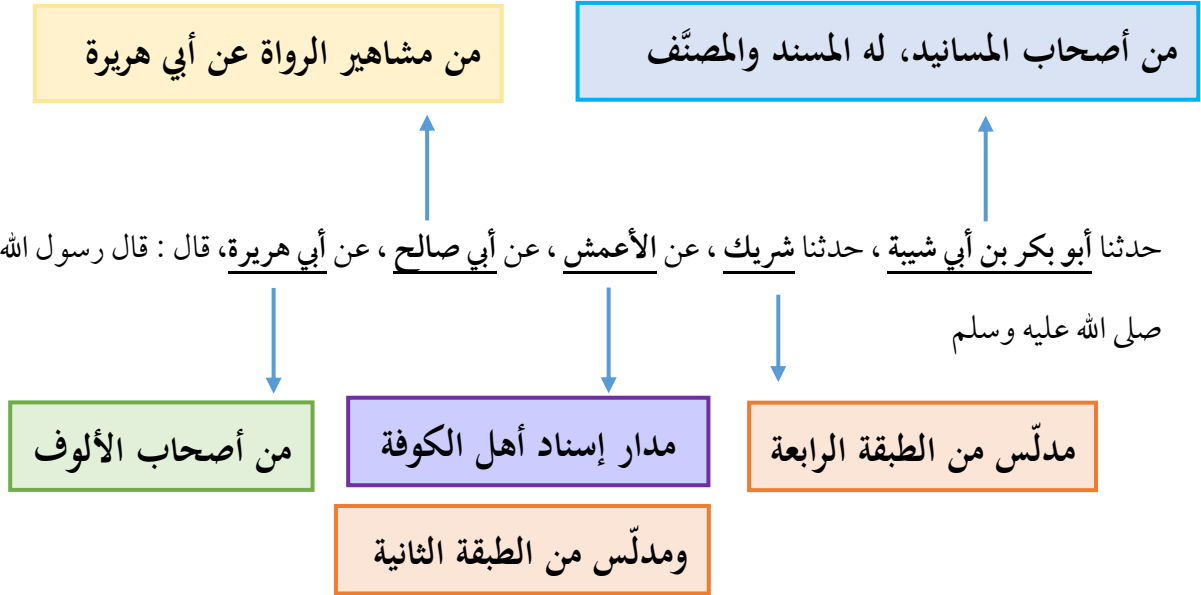 من أصحاب المسانيد، له المسند والمصنَّف
من مشاهير الرواة عن أبي هريرة
حدثنا أبو بكر بن أبي شيبة ، حدثنا شريك ، عن الأعمش ، عن أبي صالح ، عن أبي هريرة، قال : قال رسول الله
صلى الله عليه وسلم
مدلّس من الطبقة الرابعة
مدار إسناد أهل الكوفة
من أصحاب الألوف
ومدلّس من الطبقة الثانية